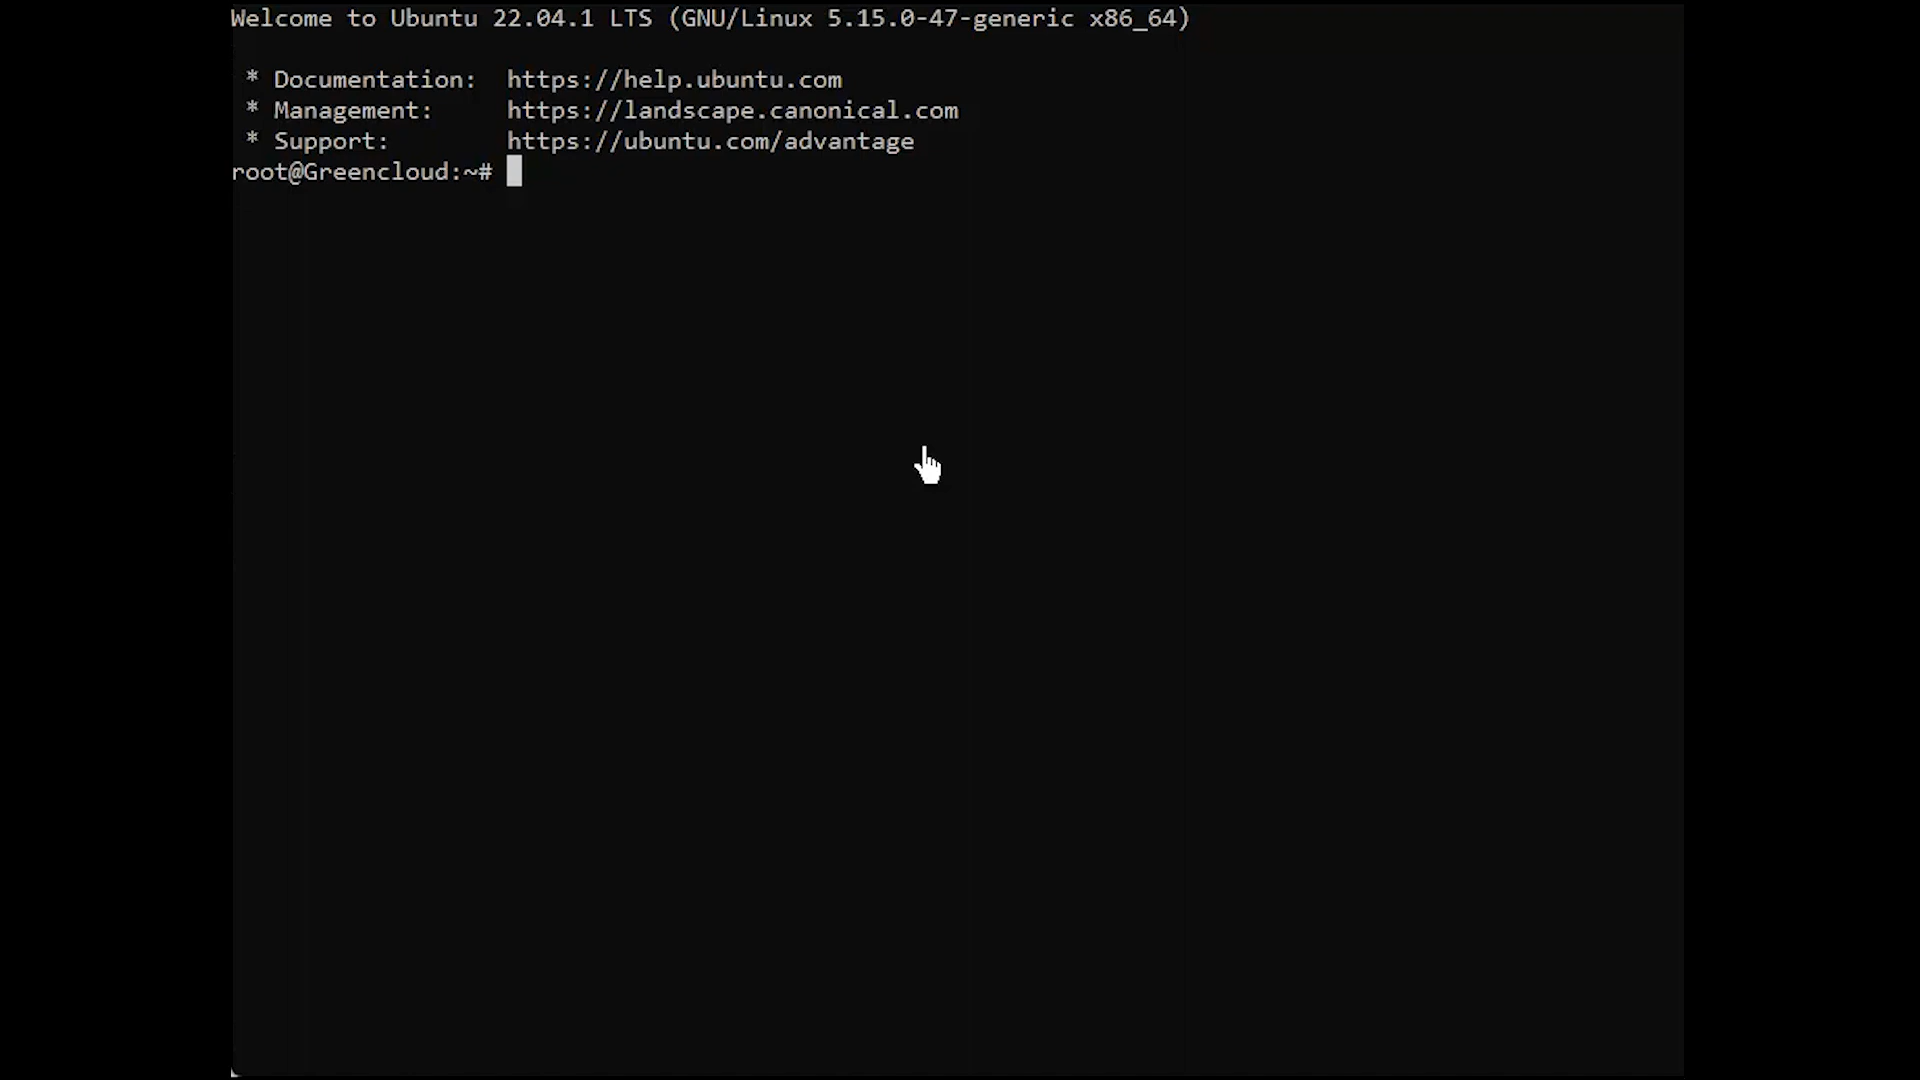 Welcome to Ubuntu 22.04.1 LTS (GNU/Linux 5.15.0-47-generic x86_64)
* Documentation: https://help.ubuntu.com
* Management: https://landscape.canonical.com
* Support: https://ubuntu.com/advantage
root@Greencloud:~#